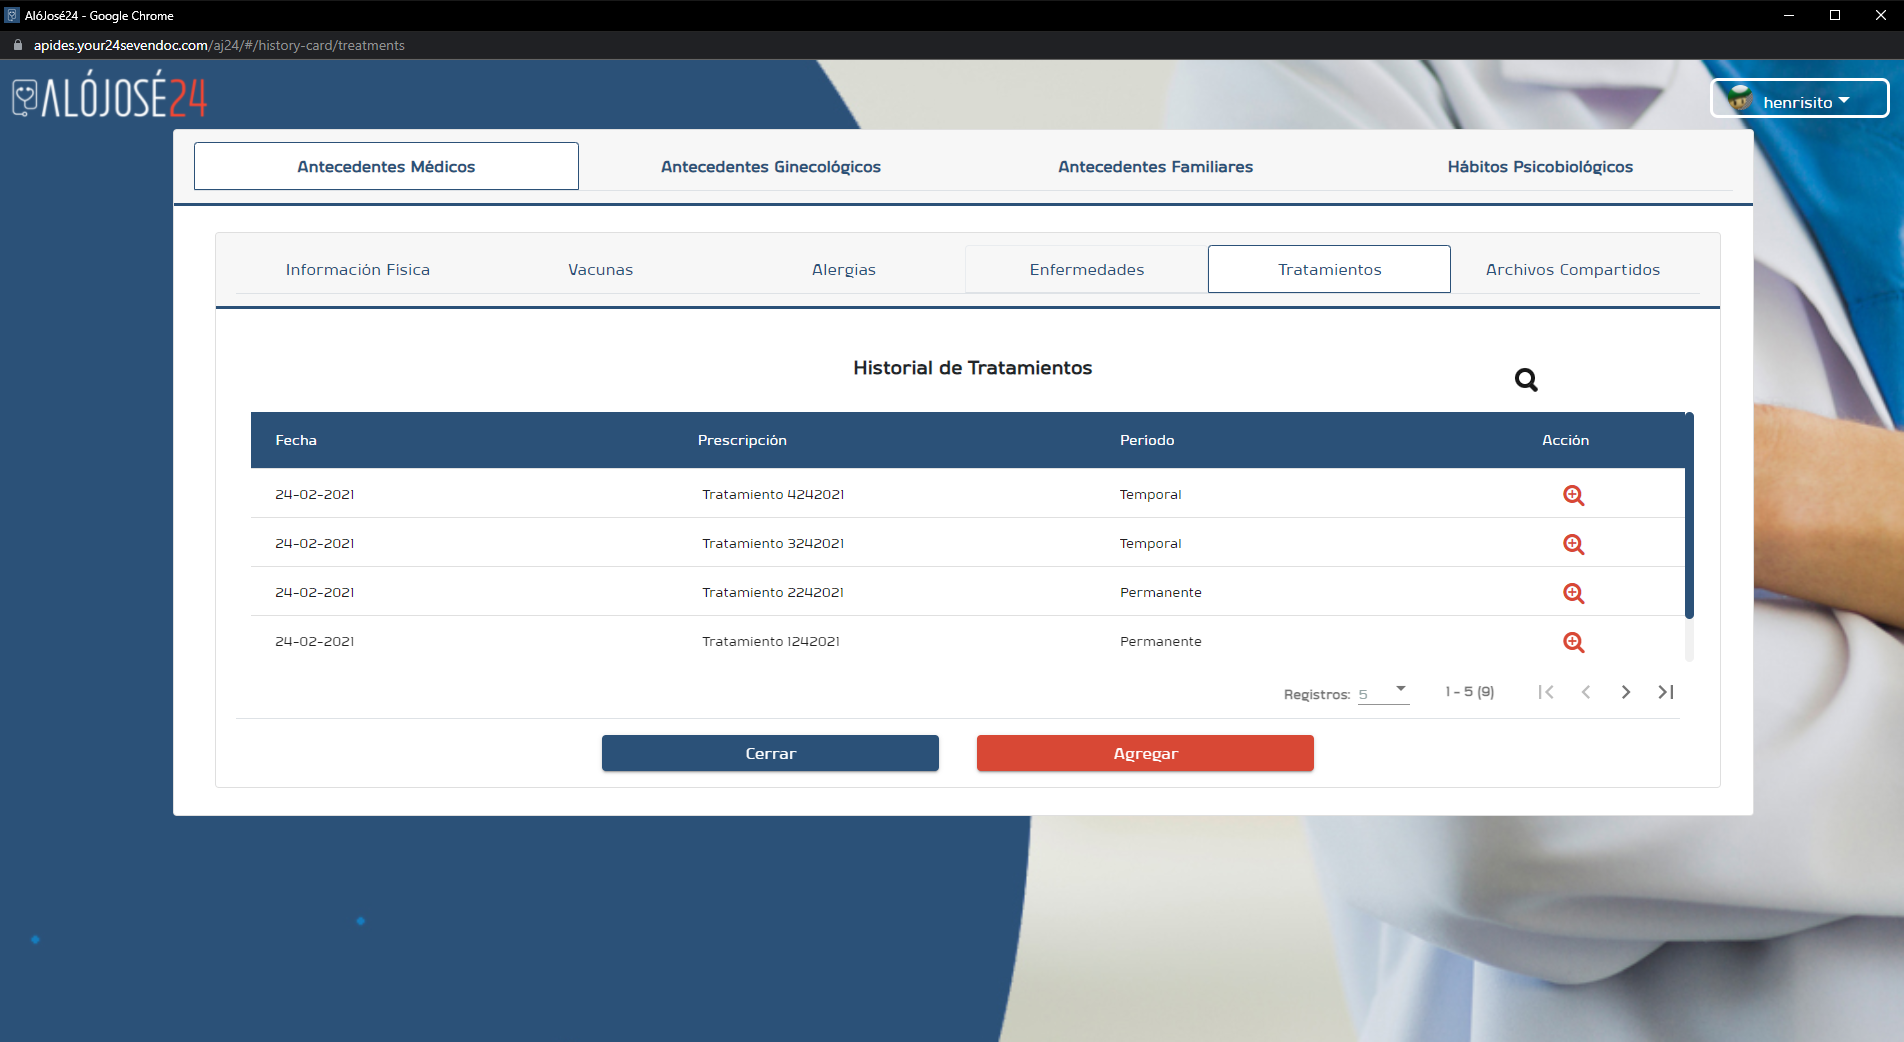 AlóJosé24 - Google Chrome
apides.your24sevendoc.com/aj24/#/history-card/treatments
ALÓJOSÉ24
henrisito
Antecedentes Médicos Antecedentes Ginecológicos Antecedentes Familiares Hábitos Psicobiológicos
Información Fisica Vacunas Alergias Enfermedades Tratamientos Archivos Compartidos
Historial de Tratamientos
Fecha Prescripción Período Acción
24-02-2021 Tratamiento 4242021 Temporal
24-02-2021 Tratamiento 3242021 Temporal
24-02-2021 Tratamiento 2242021 Permanente
24-02-2021 Tratamiento 1242021 Permanente
Registros: 5 1 - 5 (9)
Cerrar Agregar